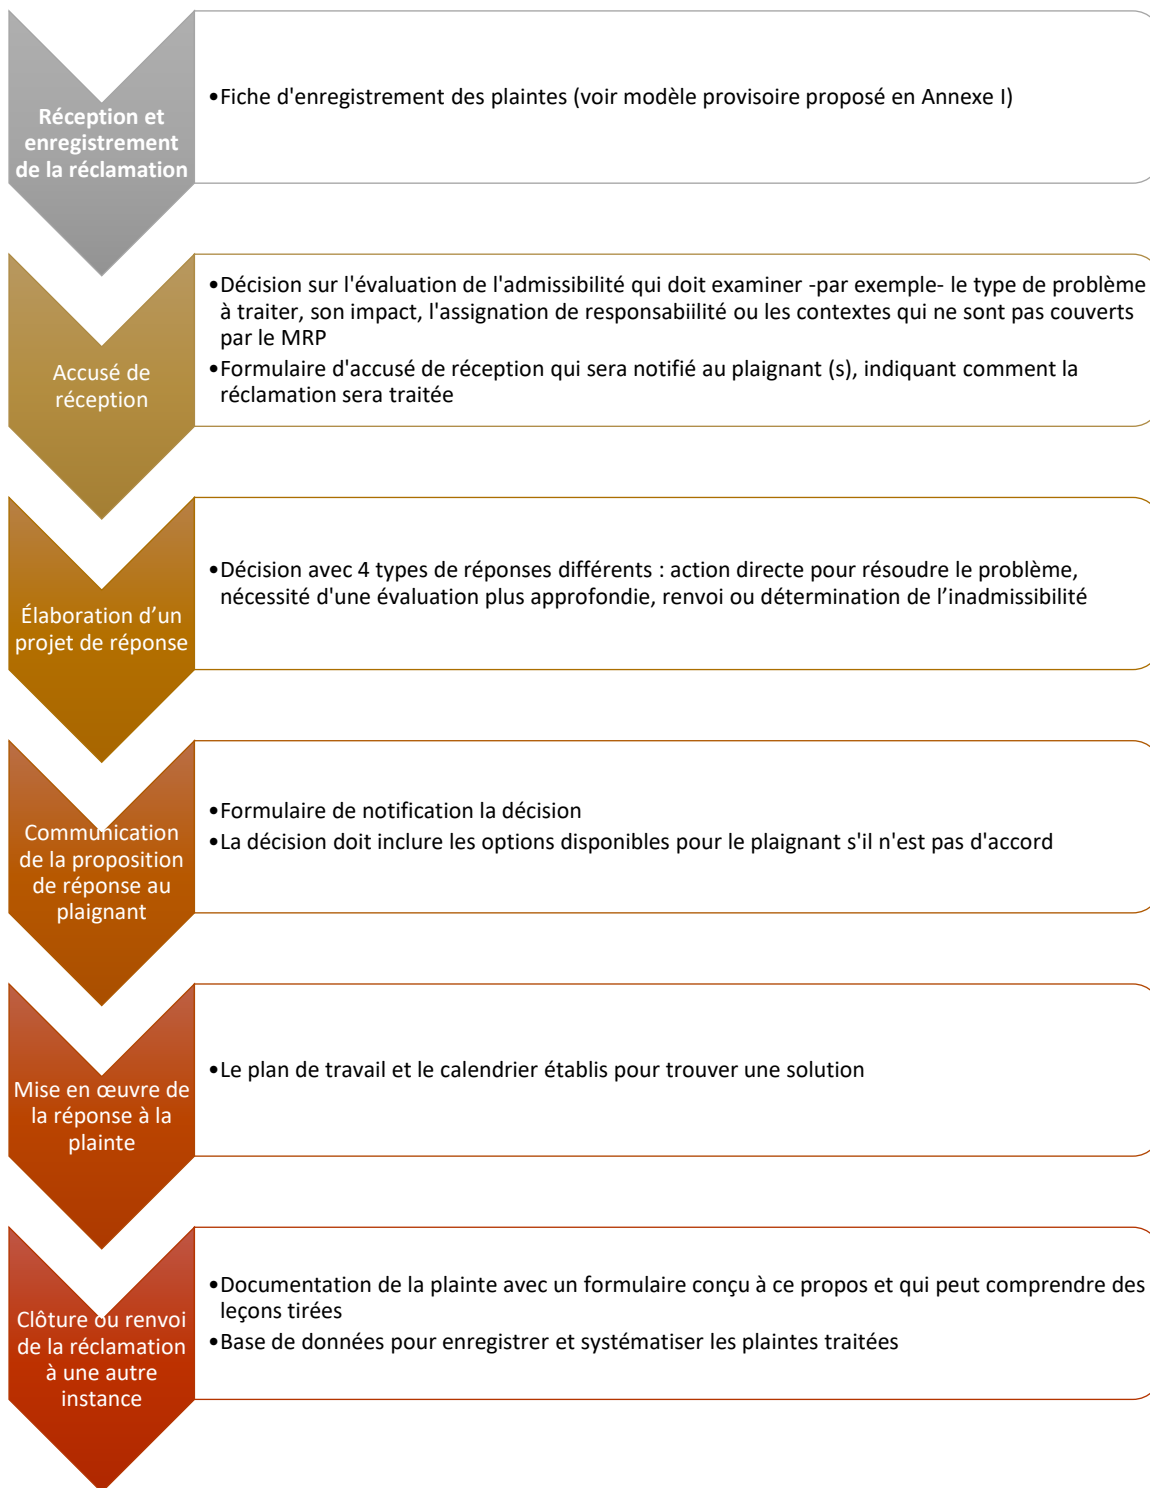 Réception et
enregistrement
de la réclamation
•Fiche d'enregistrement des plaintes (voir modèle provisoire proposé en Annexe I)
Accusé de
réception
•Décision sur l'évaluation de l'admissibilité qui doit examiner -par exemple- le type de problème
à traiter, son impact, l'assignation de responsabiilité ou les contextes qui ne sont pas couverts
par le MRP
•Formulaire d'accusé de réception qui sera notifié au plaignant (s), indiquant comment la
réclamation sera traitée
Élaboration d’un
projet de réponse
•Décision avec 4 types de réponses différents : action directe pour résoudre le problème,
nécessité d'une évaluation plus approfondie, renvoi ou détermination de l’inadmissibilité
Communication
de la proposition
de réponse au
plaignant
•Formulaire de notification la décision
•La décision doit inclure les options disponibles pour le plaignant s'il n'est pas d'accord
Mise en œuvre de
la réponse à la
plainte
•Le plan de travail et le calendrier établis pour trouver une solution
Clôture ou renvoi
de la réclamation
à une autre
instance
•Documentation de la plainte avec un formulaire conçu à ce propos et qui peut comprendre des
leçons tirées
•Base de données pour enregistrer et systématiser les plaintes traitées